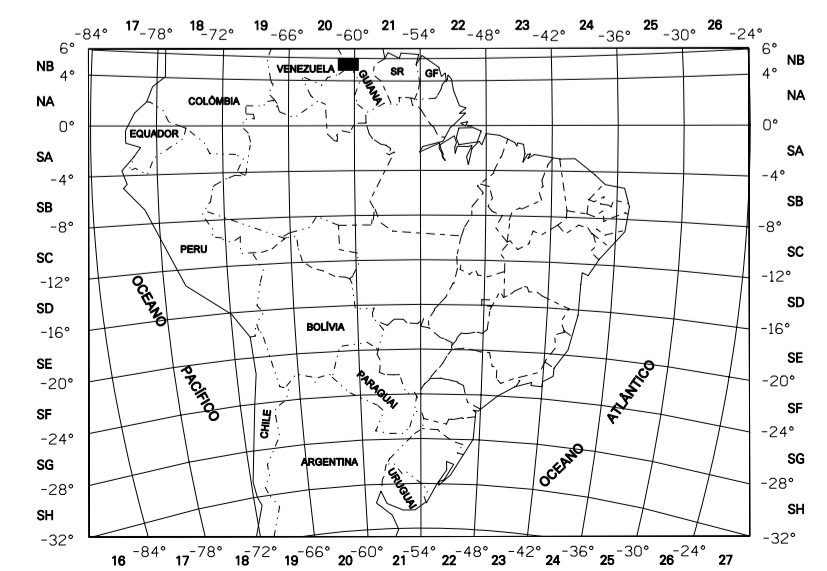 17 18 19 20 21 22 23 24 25 26
-84° -78° -72° -66° -60° -54° -48° -42° -36° -30° -24°
6° 6°
NB VENEZUELA SR GF NB
4° 4°
GUIANA
NA COLÔMBIA NA
0° EQUADOR 0°
SA SA
-4° -4°
SB SB
-8° -8°
SC PERU SC
-12° -12°
OCEANO
SD SD
-16° BOLÍVIA -16°
SE SE
-20° PACÍFICO PARAGUAI ATLÂNTICO -20°
SF CHILE SF
-24° -24°
SG ARGENTINA OCEANO SG
-28° URUGUAI -28°
SH SH
-32° -32°
-84° -78° -72° -66° -60° -54° -48° -42° -36° -30° -24°
16 17 18 19 20 21 22 23 24 25 26 27